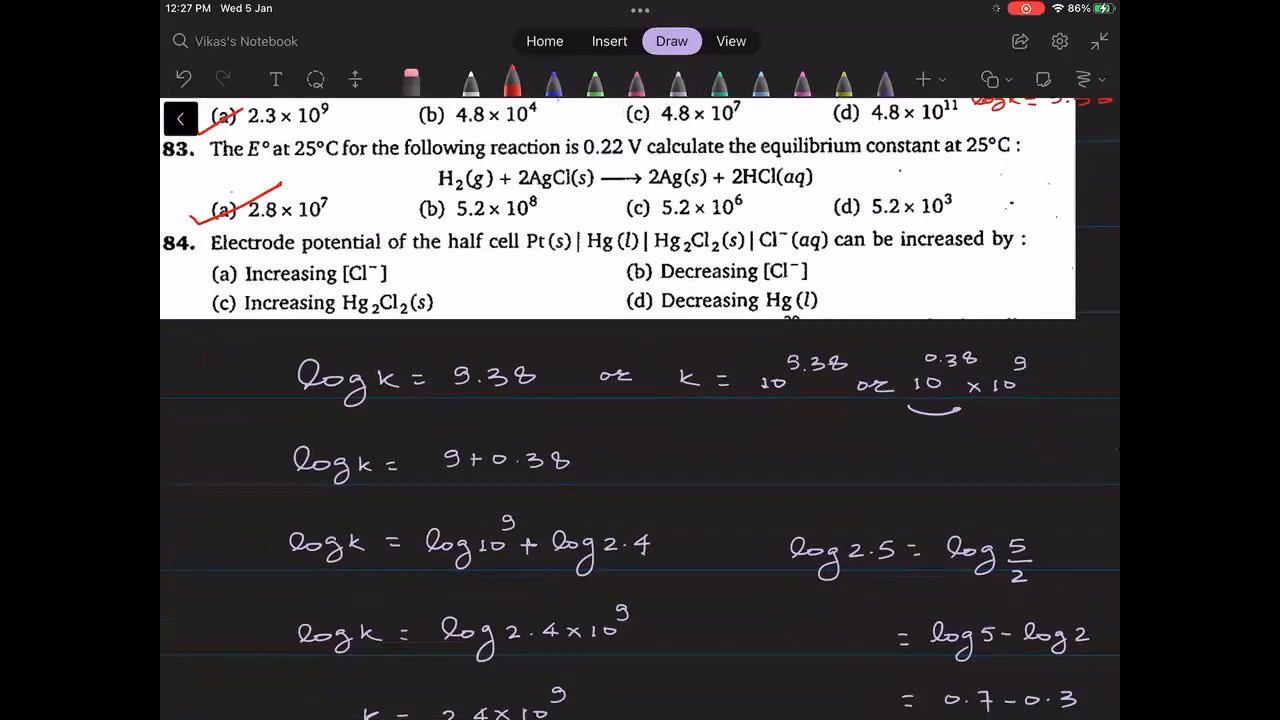 12:27 PM Wed 5 Jan
86%
Vikas's Notebook
Home Insert Draw View
(a) 2.3 × 10⁹ (b) 4.8 × 10⁴ (c) 4.8 × 10⁷ (d) 4.8 × 10¹¹
83. The E° at 25°C for the following reaction is 0.22 V calculate the equilibrium constant at 25°C :
H₂(g) + 2AgCl(s) ⟶ 2Ag(s) + 2HCl(aq)
(a) 2.8 × 10⁷ (b) 5.2 × 10⁸ (c) 5.2 × 10⁶ (d) 5.2 × 10³
84. Electrode potential of the half cell Pt(s) | Hg(l) | Hg₂Cl₂(s) | Cl⁻(aq) can be increased by :
(a) Increasing [Cl⁻] (b) Decreasing [Cl⁻]
(c) Increasing Hg₂Cl₂(s) (d) Decreasing Hg(l)
log k = 9.38 or k = 10^9.38 or 10^0.38 × 10^9
log k = 9 + 0.38
log k = log 10^9 + log 2.4 log 2.5 = log 5/2
log k = log 2.4 × 10^9 = log 5 - log 2
k = 2.4 × 10^9 = 0.7 - 0.3